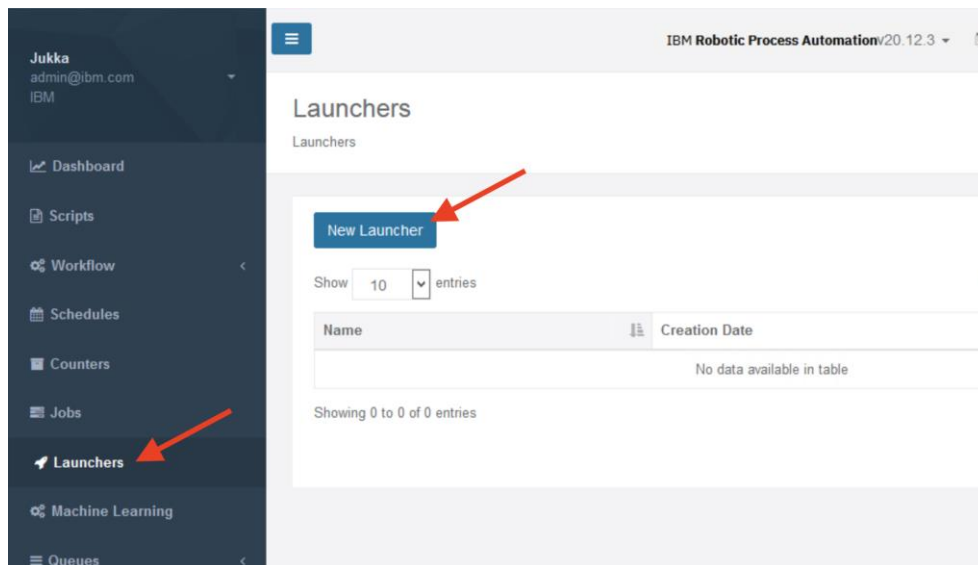 Jukka
admin@ibm.com
IBM
Dashboard
Scripts
Workflow
Schedules
Counters
Jobs
Launchers
Machine Learning
Queues
IBM Robotic Process Automationv20.12.3
Launchers
Launchers
New Launcher
Show 10 entries
Name Creation Date
No data available in table
Showing 0 to 0 of 0 entries